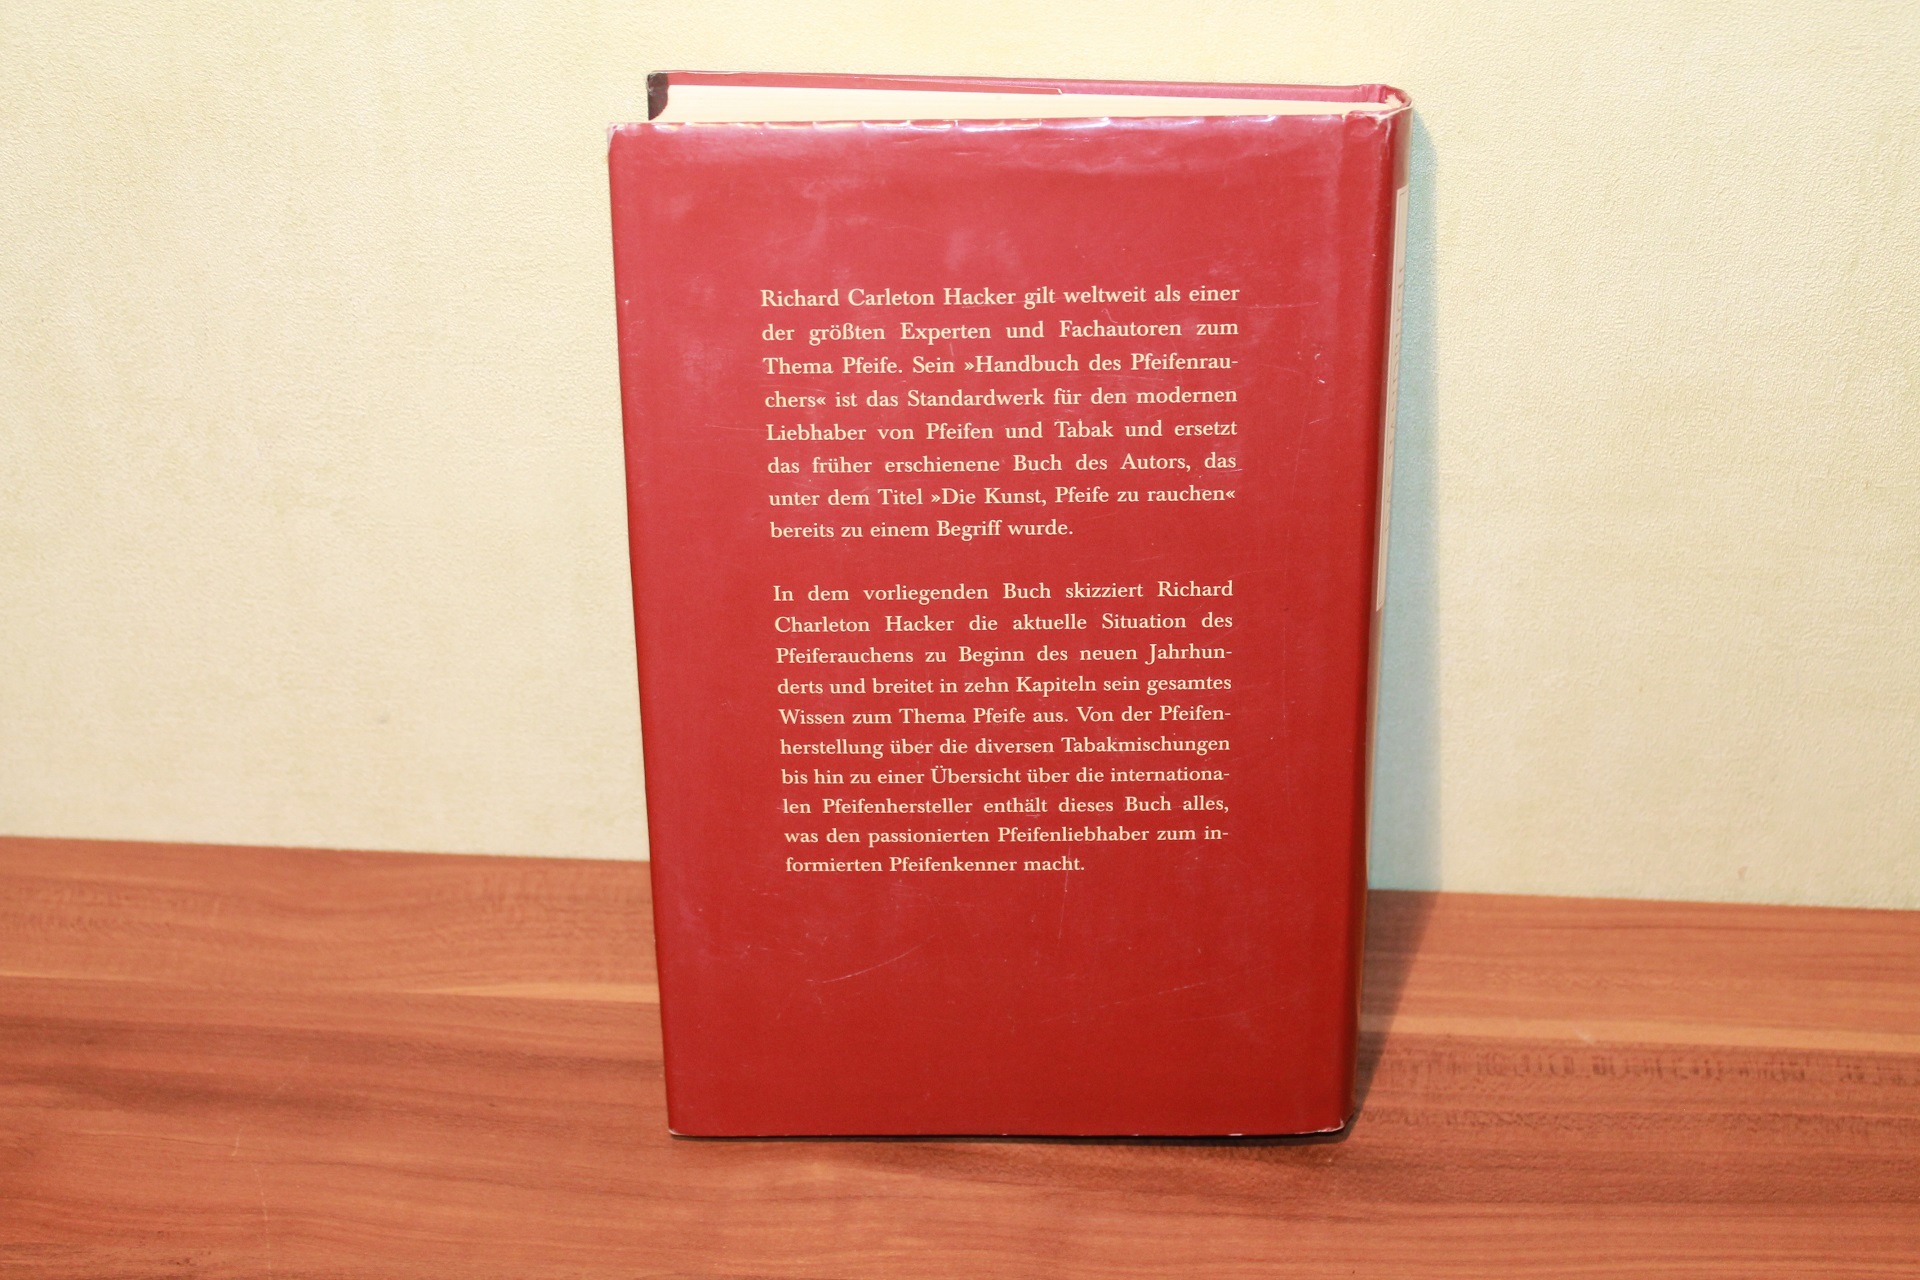 Richard Carleton Hacker gilt weltweit als einer
der größten Experten und Fachautoren zum
Thema Pfeife. Sein »Handbuch des Pfeifenrau-
chers« ist das Standardwerk für den modernen
Liebhaber von Pfeifen und Tabak und ersetzt
das früher erschienene Buch des Autors, das
unter dem Titel »Die Kunst, Pfeife zu rauchen«
bereits zu einem Begriff wurde.
In dem vorliegenden Buch skizziert Richard
Charleton Hacker die aktuelle Situation des
Pfeiferauchens zu Beginn des neuen Jahrhun-
derts und breitet in zehn Kapiteln sein gesamtes
Wissen zum Thema Pfeife aus. Von der Pfeifen-
herstellung über die diversen Tabakmischungen
bis hin zu einer Übersicht über die internationa-
len Pfeifenhersteller enthält dieses Buch alles,
was den passionierten Pfeifenliebhaber zum in-
formierten Pfeifenkenner macht.